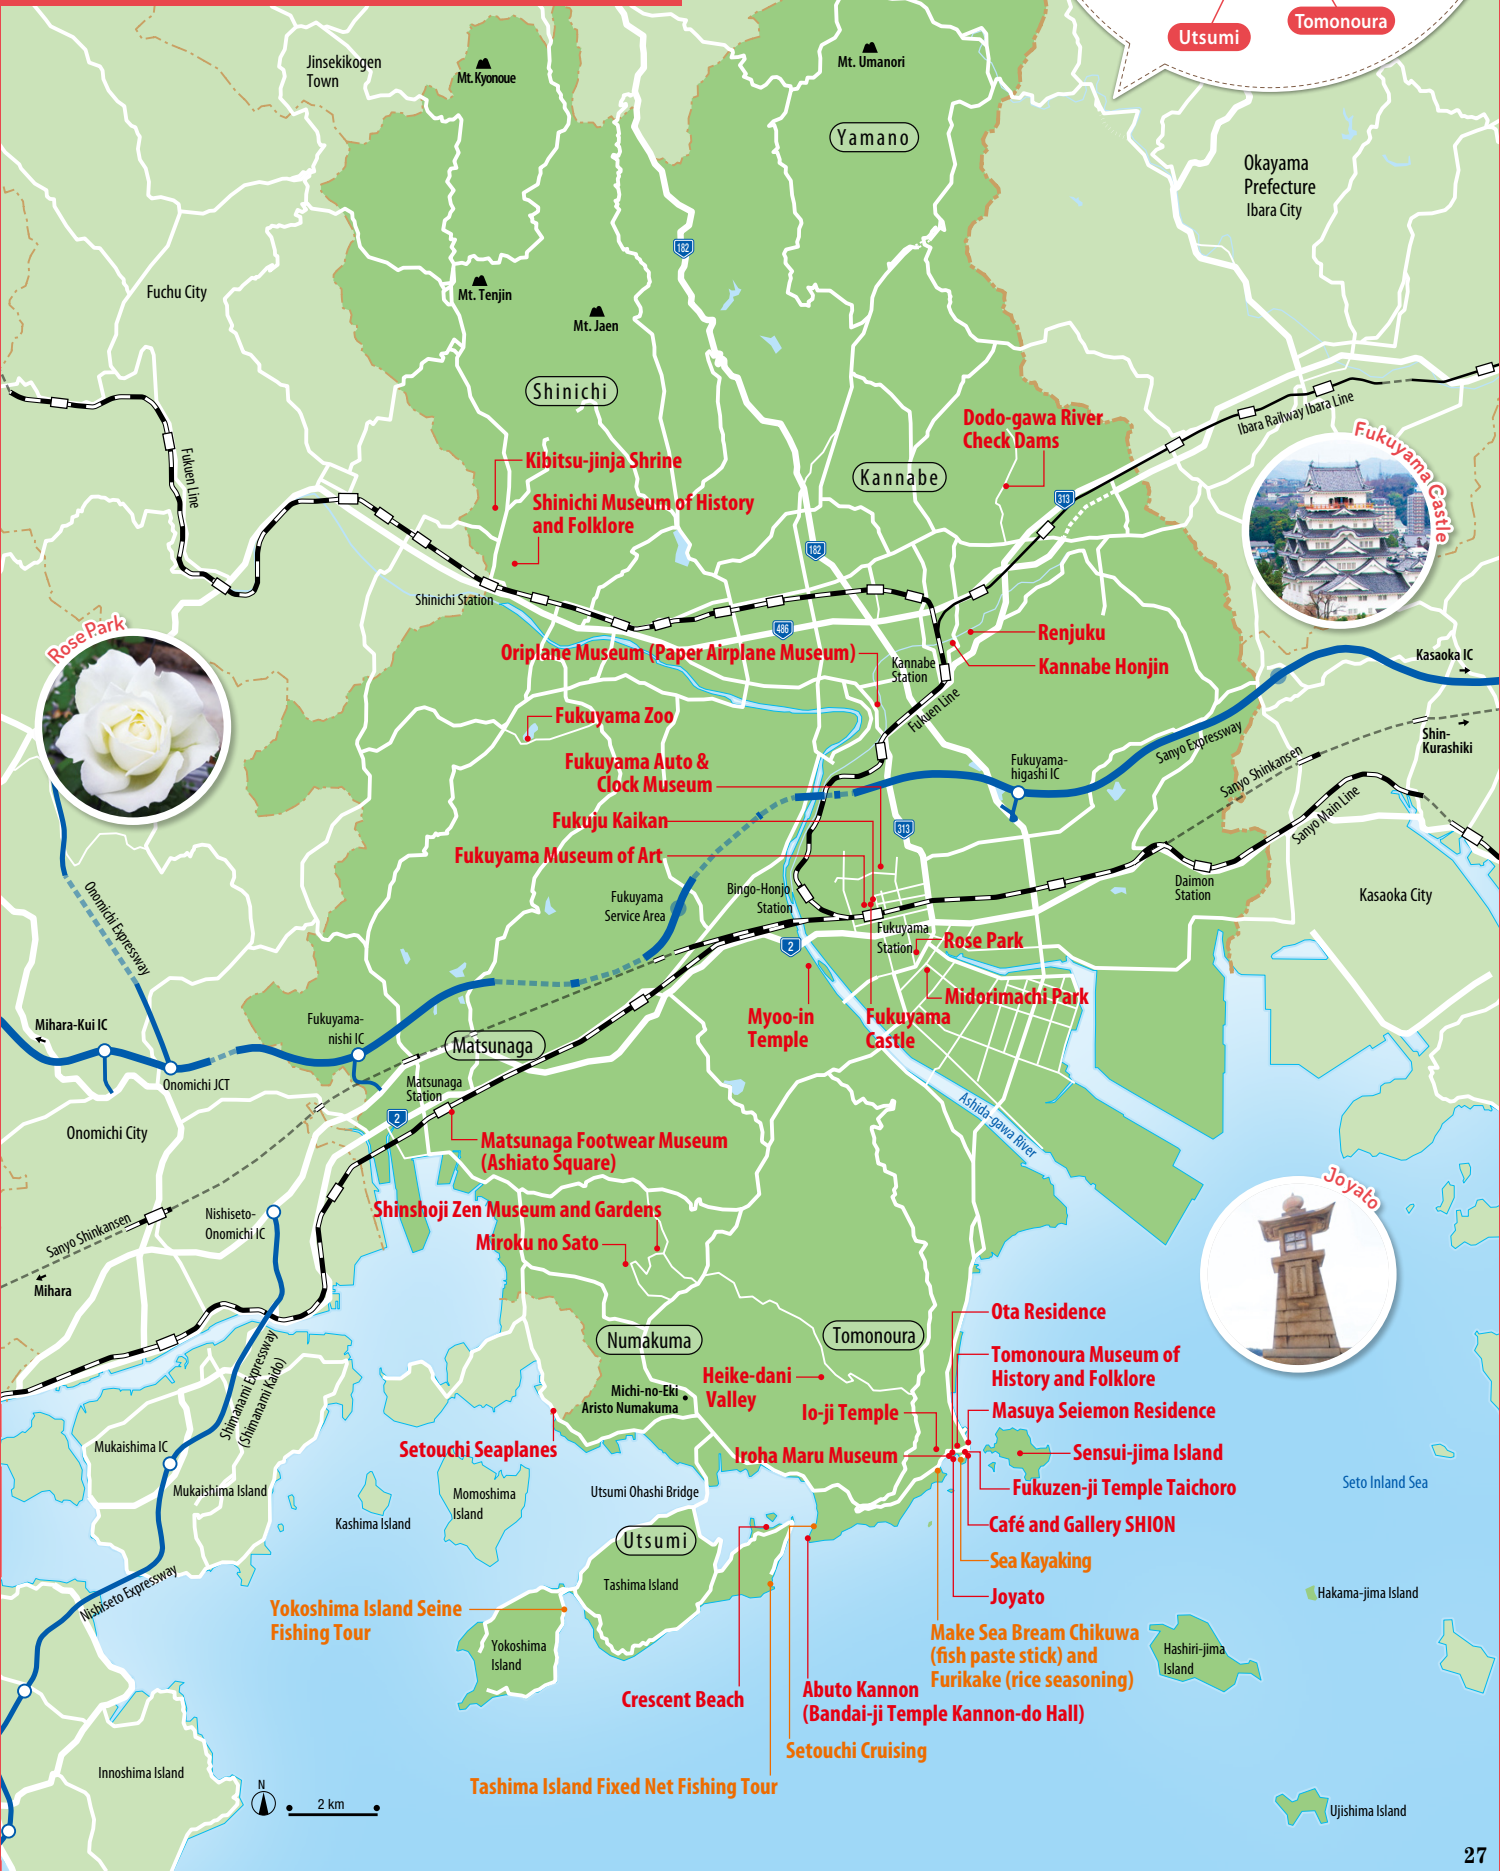 Utsumi
Tomonoura
Jinsekikogen
Town
Mt. Kyonoue
Mt. Umanori
Yamano
Okayama
Prefecture
Ibara City
182
Fuchu City
Mt. Tenjin
Mt. Jaen
Shinichi
Ibara Railway Ibara Line
Dodo-gawa River
Check Dams
Fukuyama Castle
Fukuen Line
Kibitsu-jinja Shrine
Kannabe
313
Shinichi Museum of History
and Folklore
182
Shinichi Station
486
Rose Park
Oriplane Museum (Paper Airplane Museum)
Kannabe
Station
Renjuku
Kannabe Honjin
Kasaoka IC
Fukuen Line
Fukuyama Zoo
Sanyo Expressway
Shin-
Kurashiki
Fukuyama Auto &
Clock Museum
Fukuyama-
higashi IC
Sanyo Shinkansen
Sanyo Main Line
Fukuju Kaikan
313
Fukuyama Museum of Art
Onomichi Expressway
Fukuyama
Service Area
Bingo-Honjo
Station
Daimon
Station
Kasaoka City
Fukuyama
Station
2
Rose Park
Midorimachi Park
Myoo-in
Temple
Fukuyama
Castle
Mihara-Kui IC
Fukuyama-
nishi IC
Matsunaga
Onomichi JCT
Matsunaga
Station
2
Ashida-gawa River
Onomichi City
Matsunaga Footwear Museum
(Ashiato Square)
Joyato
Shinshoji Zen Museum and Gardens
Nishiseto-
Onomichi IC
Sanyo Shinkansen
Miroku no Sato
Mihara
Ota Residence
Numakuma
Tomonoura
Tomonoura Museum of
History and Folklore
Shimanami Expressway
(Shimanami Kaido)
Heike-dani
Valley
Michi-no-Eki
Aristo Numakuma
Io-ji Temple
Masuya Seiemon Residence
Mukaishima IC
Setouchi Seaplanes
Iroha Maru Museum
Sensui-jima Island
Mukaishima Island
Momoshima
Island
Utsumi Ohashi Bridge
Fukuzen-ji Temple Taichoro
Seto Inland Sea
Kashima Island
Café and Gallery SHION
Utsumi
Sea Kayaking
Nishiseto Expressway
Tashima Island
Joyato
Hakama-jima Island
Yokoshima Island Seine
Fishing Tour
Make Sea Bream Chikuwa
(fish paste stick) and
Furikake (rice seasoning)
Yokoshima
Island
Hashiri-jima
Island
Crescent Beach
Abuto Kannon
(Bandai-ji Temple Kannon-do Hall)
Setouchi Cruising
Innoshima Island
Tashima Island Fixed Net Fishing Tour
N
2 km
Ujishima Island
27